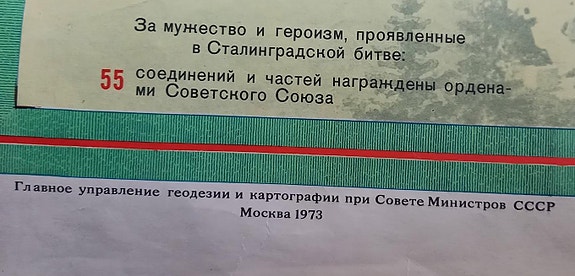 За мужество и героизм, проявленные
в Сталинградской битве:
55 соединений и частей награждены ордена-
ми Советского Союза
Главное управление геодезии и картографии при Совете Министров СССР
Москва 1973